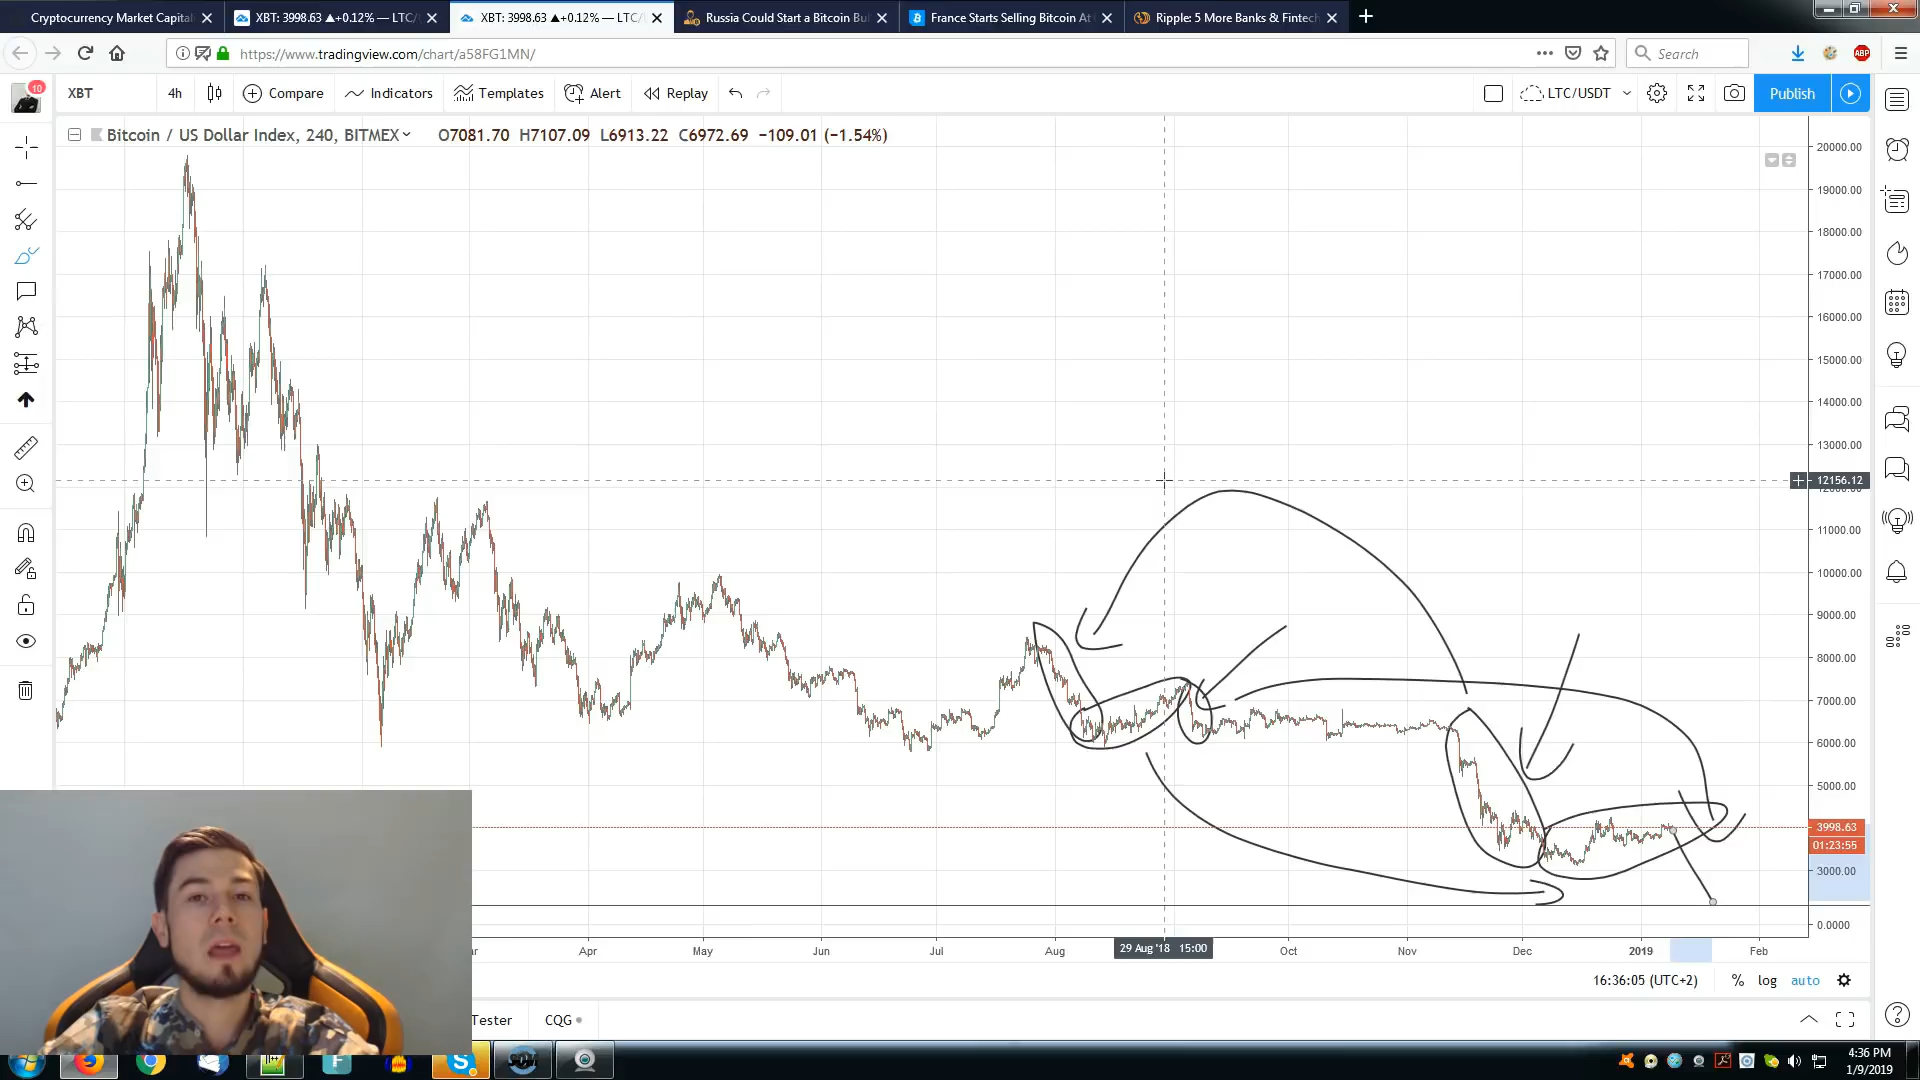 Cryptocurrency Market Capital
XBT: 3998.63 ▲+0.12% — LTC/
XBT: 3998.63 ▲+0.12% — LTC/
Russia Could Start a Bitcoin Bu
France Starts Selling Bitcoin At
Ripple: 5 More Banks & Fintech
https://www.tradingview.com/chart/a58FG1MN/
Search
ABP
10
XBT
4h
Compare
Indicators
Templates
Alert
Replay
LTC/USDT
Publish
Bitcoin / US Dollar Index, 240, BITMEX
O7081.70 H7107.09 L6913.22 C6972.69 −109.01 (−1.54%)
20000.00
19000.00
18000.00
17000.00
16000.00
15000.00
14000.00
13000.00
12156.12
11000.00
10000.00
9000.00
8000.00
7000.00
6000.00
5000.00
3998.63
01:23:55
3000.00
0.0000
Apr
May
Jun
Jul
Aug
29 Aug '18 15:00
Oct
Nov
Dec
2019
Feb
16:36:05 (UTC+2)
%
log
auto
Tester
CQG
4:36 PM
1/9/2019